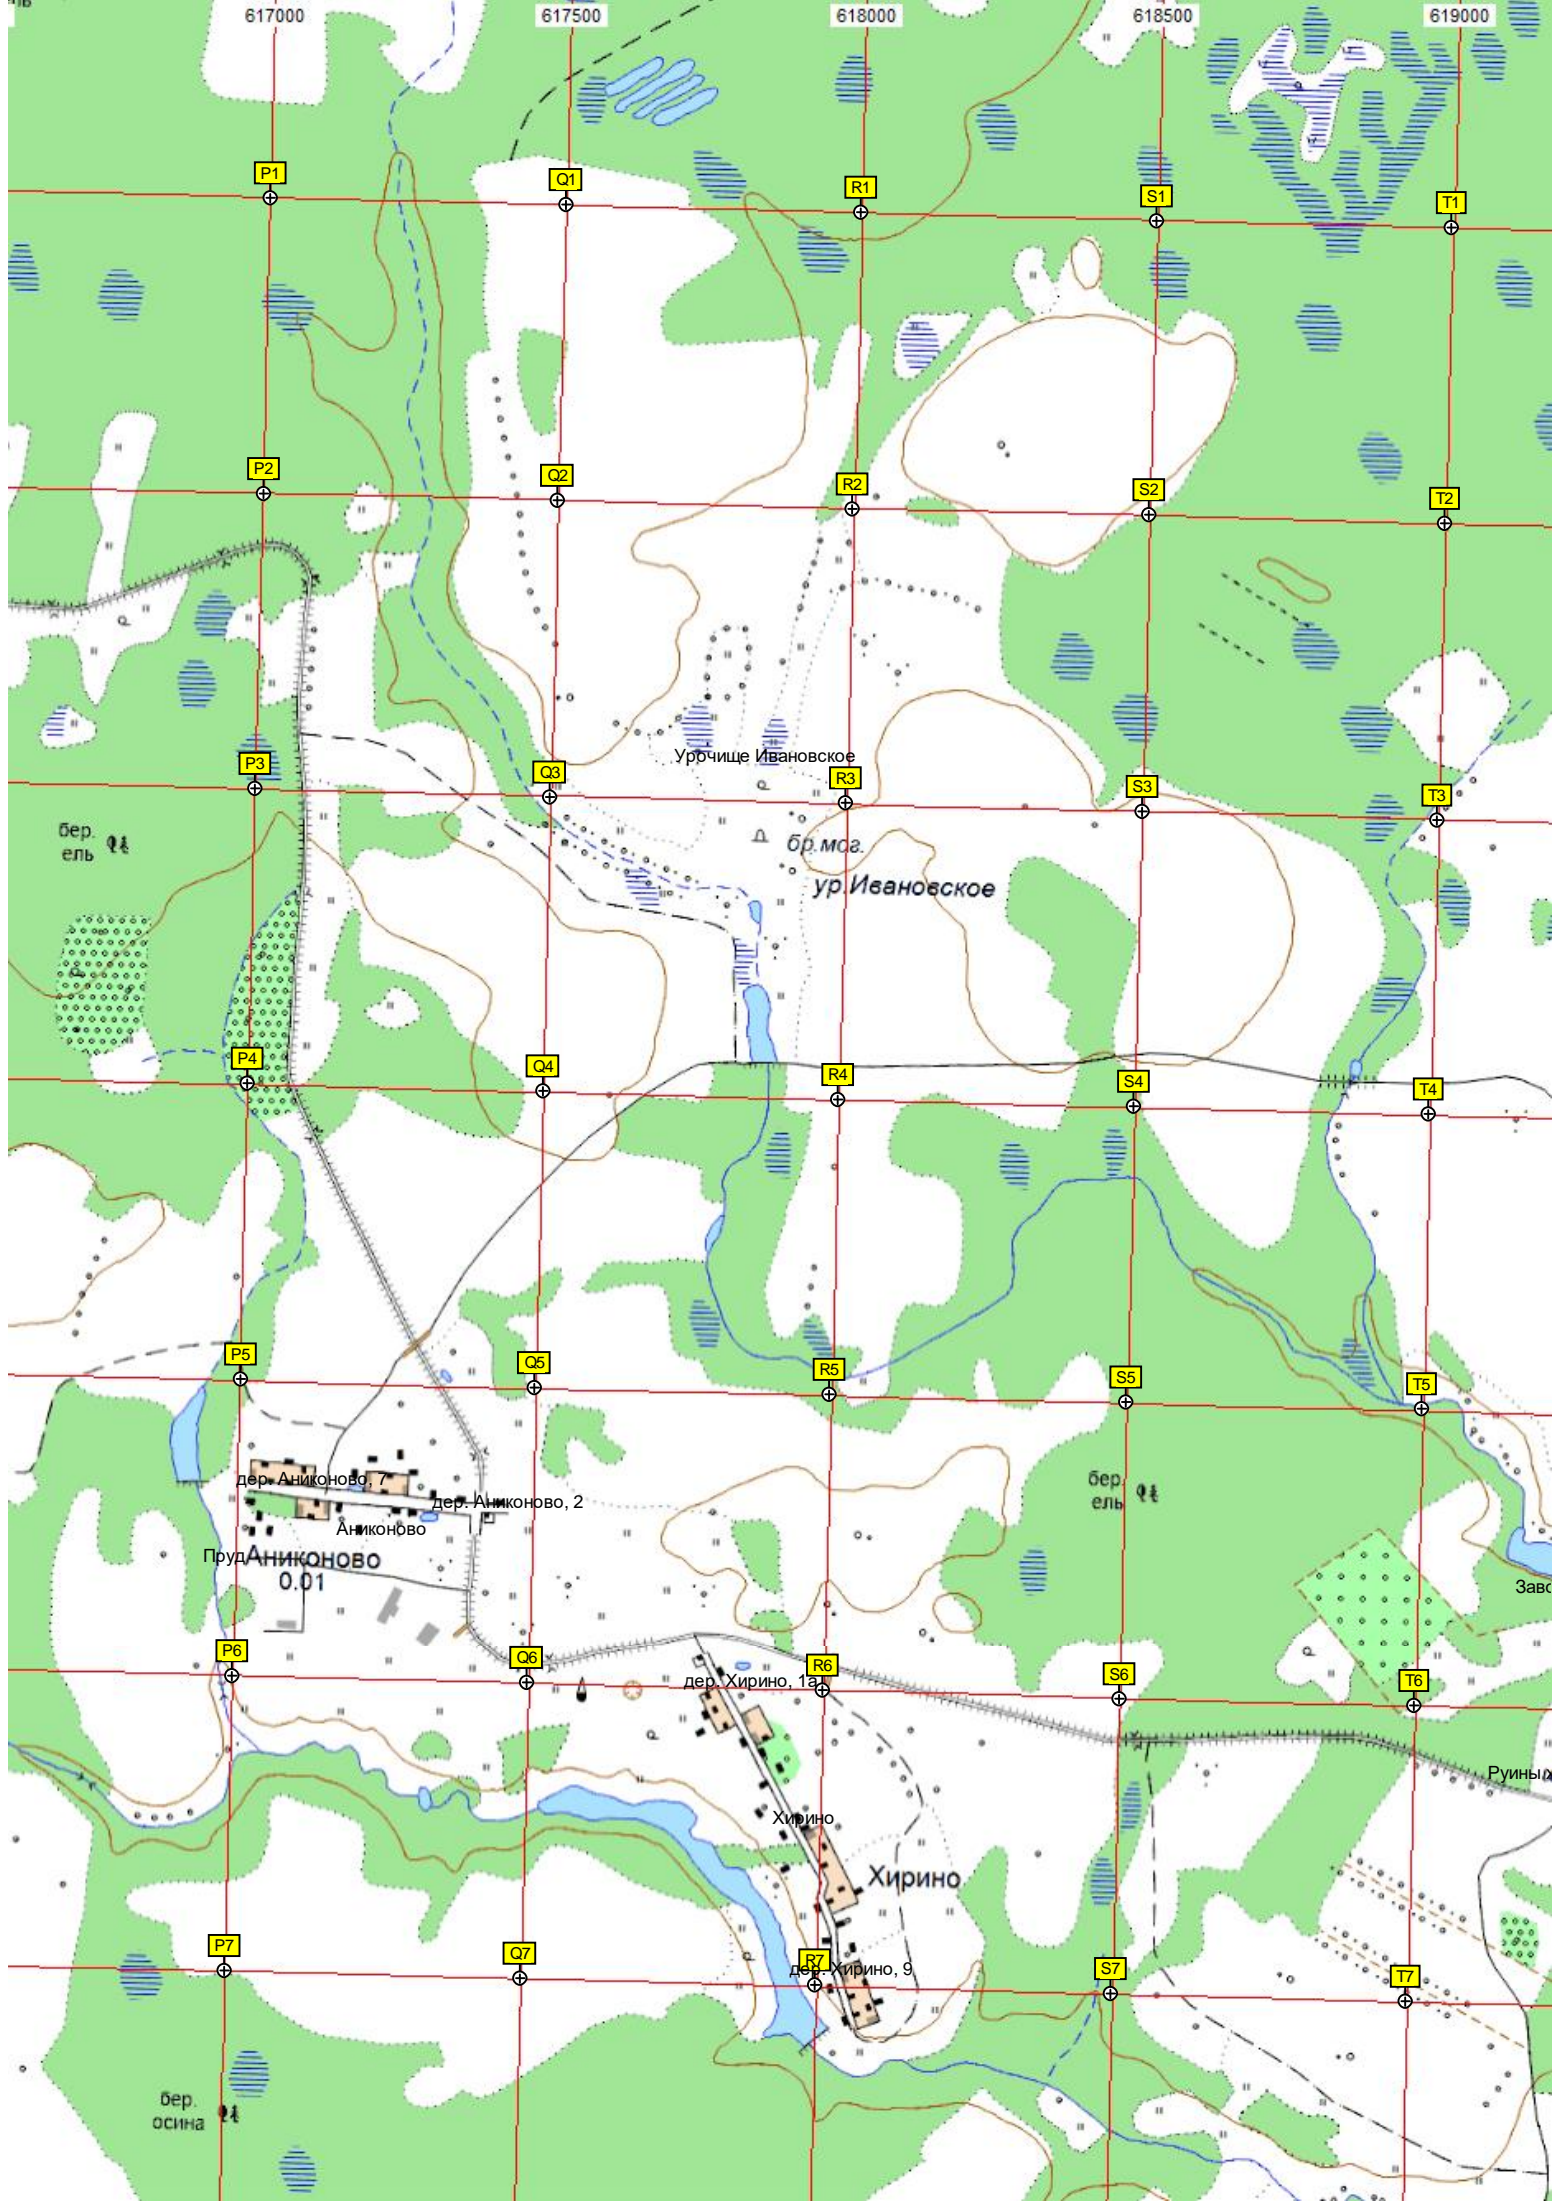 617000 617500 618000 618500 619000
P1 Q1 R1 S1 T1
P2 Q2 R2 S2 T2
Урочище Ивановское
P3 Q3 R3 S3 T3
бер.
ель
бр.мог.
ур.Ивановское
P4 Q4 R4 S4 T4
P5 Q5 R5 S5 T5
дер. Аниконово, 7
дер. Аниконово, 2
бер.
ель
Аниконово
Пруд
Аниконово
0.01
Заво
P6 Q6 R6 S6 T6
дер. Хирино, 1а
Руины
Хирино
Хирино
P7 Q7 R7 S7 T7
дер. Хирино, 9
бер.
осина